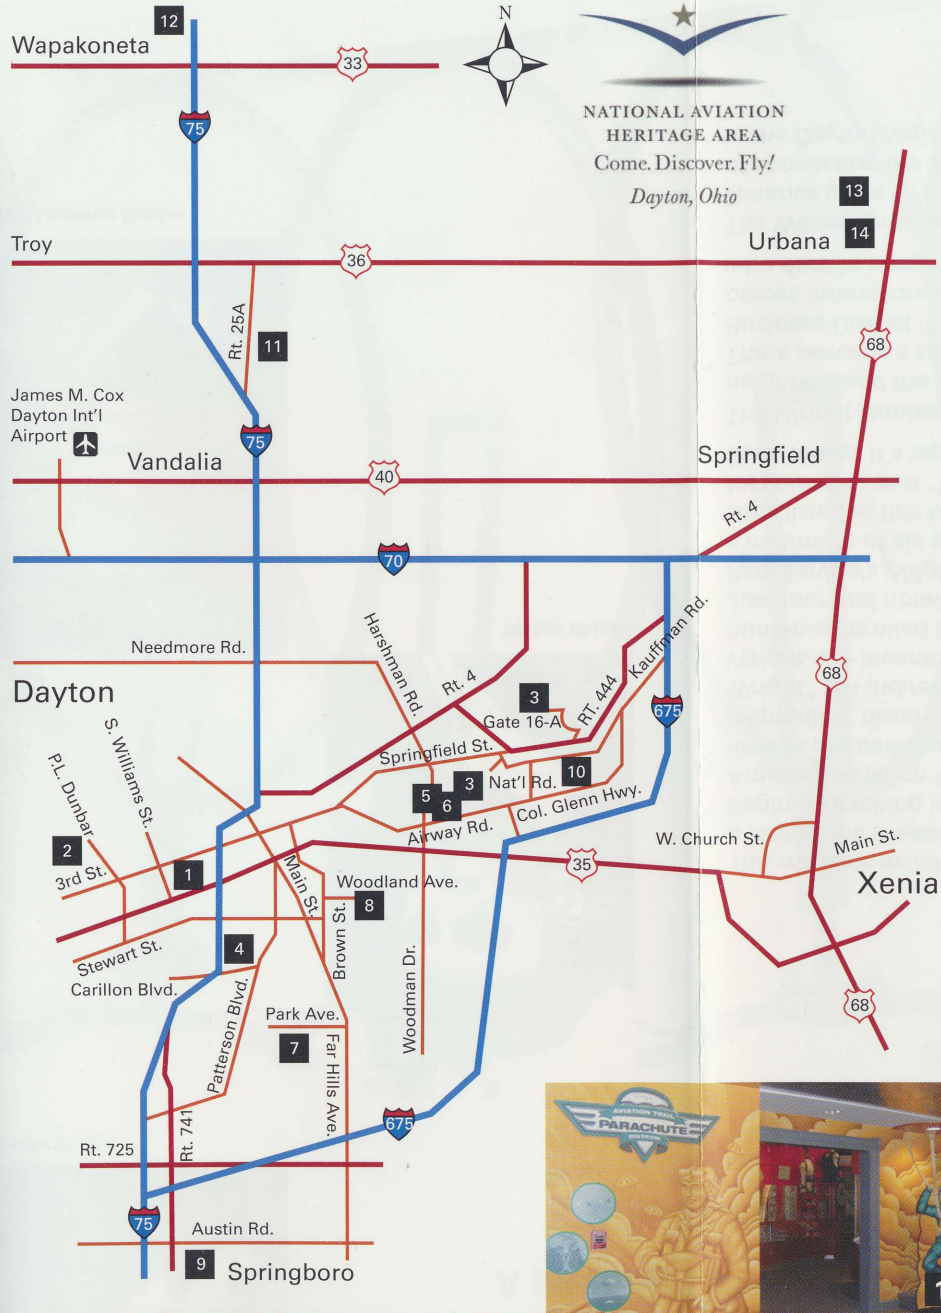 12
N
Wapakoneta
33
75
NATIONAL AVIATION
HERITAGE AREA
Come. Discover. Fly!
Dayton, Ohio
13
Troy
36
Urbana
14
Rt. 25A
11
68
James M. Cox
Dayton Int'l
Airport
75
Vandalia
40
Springfield
Rt. 4
70
Needmore Rd.
Harshman Rd.
Kauffman Rd.
Dayton
Rt. 4
3
68
Gate 16-A
RT. 444
675
S. Williams St.
P.L. Dunbar
Springfield St.
3
Nat'l Rd.
10
5
6
Col. Glenn Hwy.
Airway Rd.
2
3rd St.
1
Main St.
35
W. Church St.
Main St.
Xenia
Woodland Ave.
8
Brown St.
Stewart St.
4
Carillon Blvd.
Patterson Blvd.
Woodman Dr.
68
Park Ave.
7
Far Hills Ave.
AVIATION TRAIL
PARACHUTE
museum
675
Rt. 725
Rt. 741
75
Austin Rd.
9
Springboro